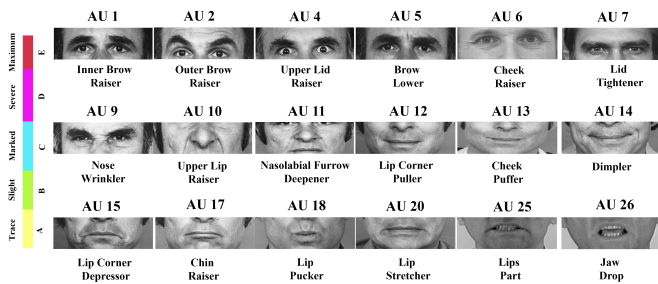 AU 1 AU 2 AU 4 AU 5 AU 6 AU 7
Maximum E
Inner Brow Raiser
Outer Brow Raiser
Upper Lid Raiser
Brow Lower
Cheek Raiser
Lid Tightener
Severe D
AU 9 AU 10 AU 11 AU 12 AU 13 AU 14
Marked C
Nose Wrinkler
Upper Lip Raiser
Nasolabial Furrow Deepener
Lip Corner Puller
Cheek Puffer
Dimpler
Slight B
AU 15 AU 17 AU 18 AU 20 AU 25 AU 26
Trace A
Lip Corner Depressor
Chin Raiser
Lip Pucker
Lip Stretcher
Lips Part
Jaw Drop